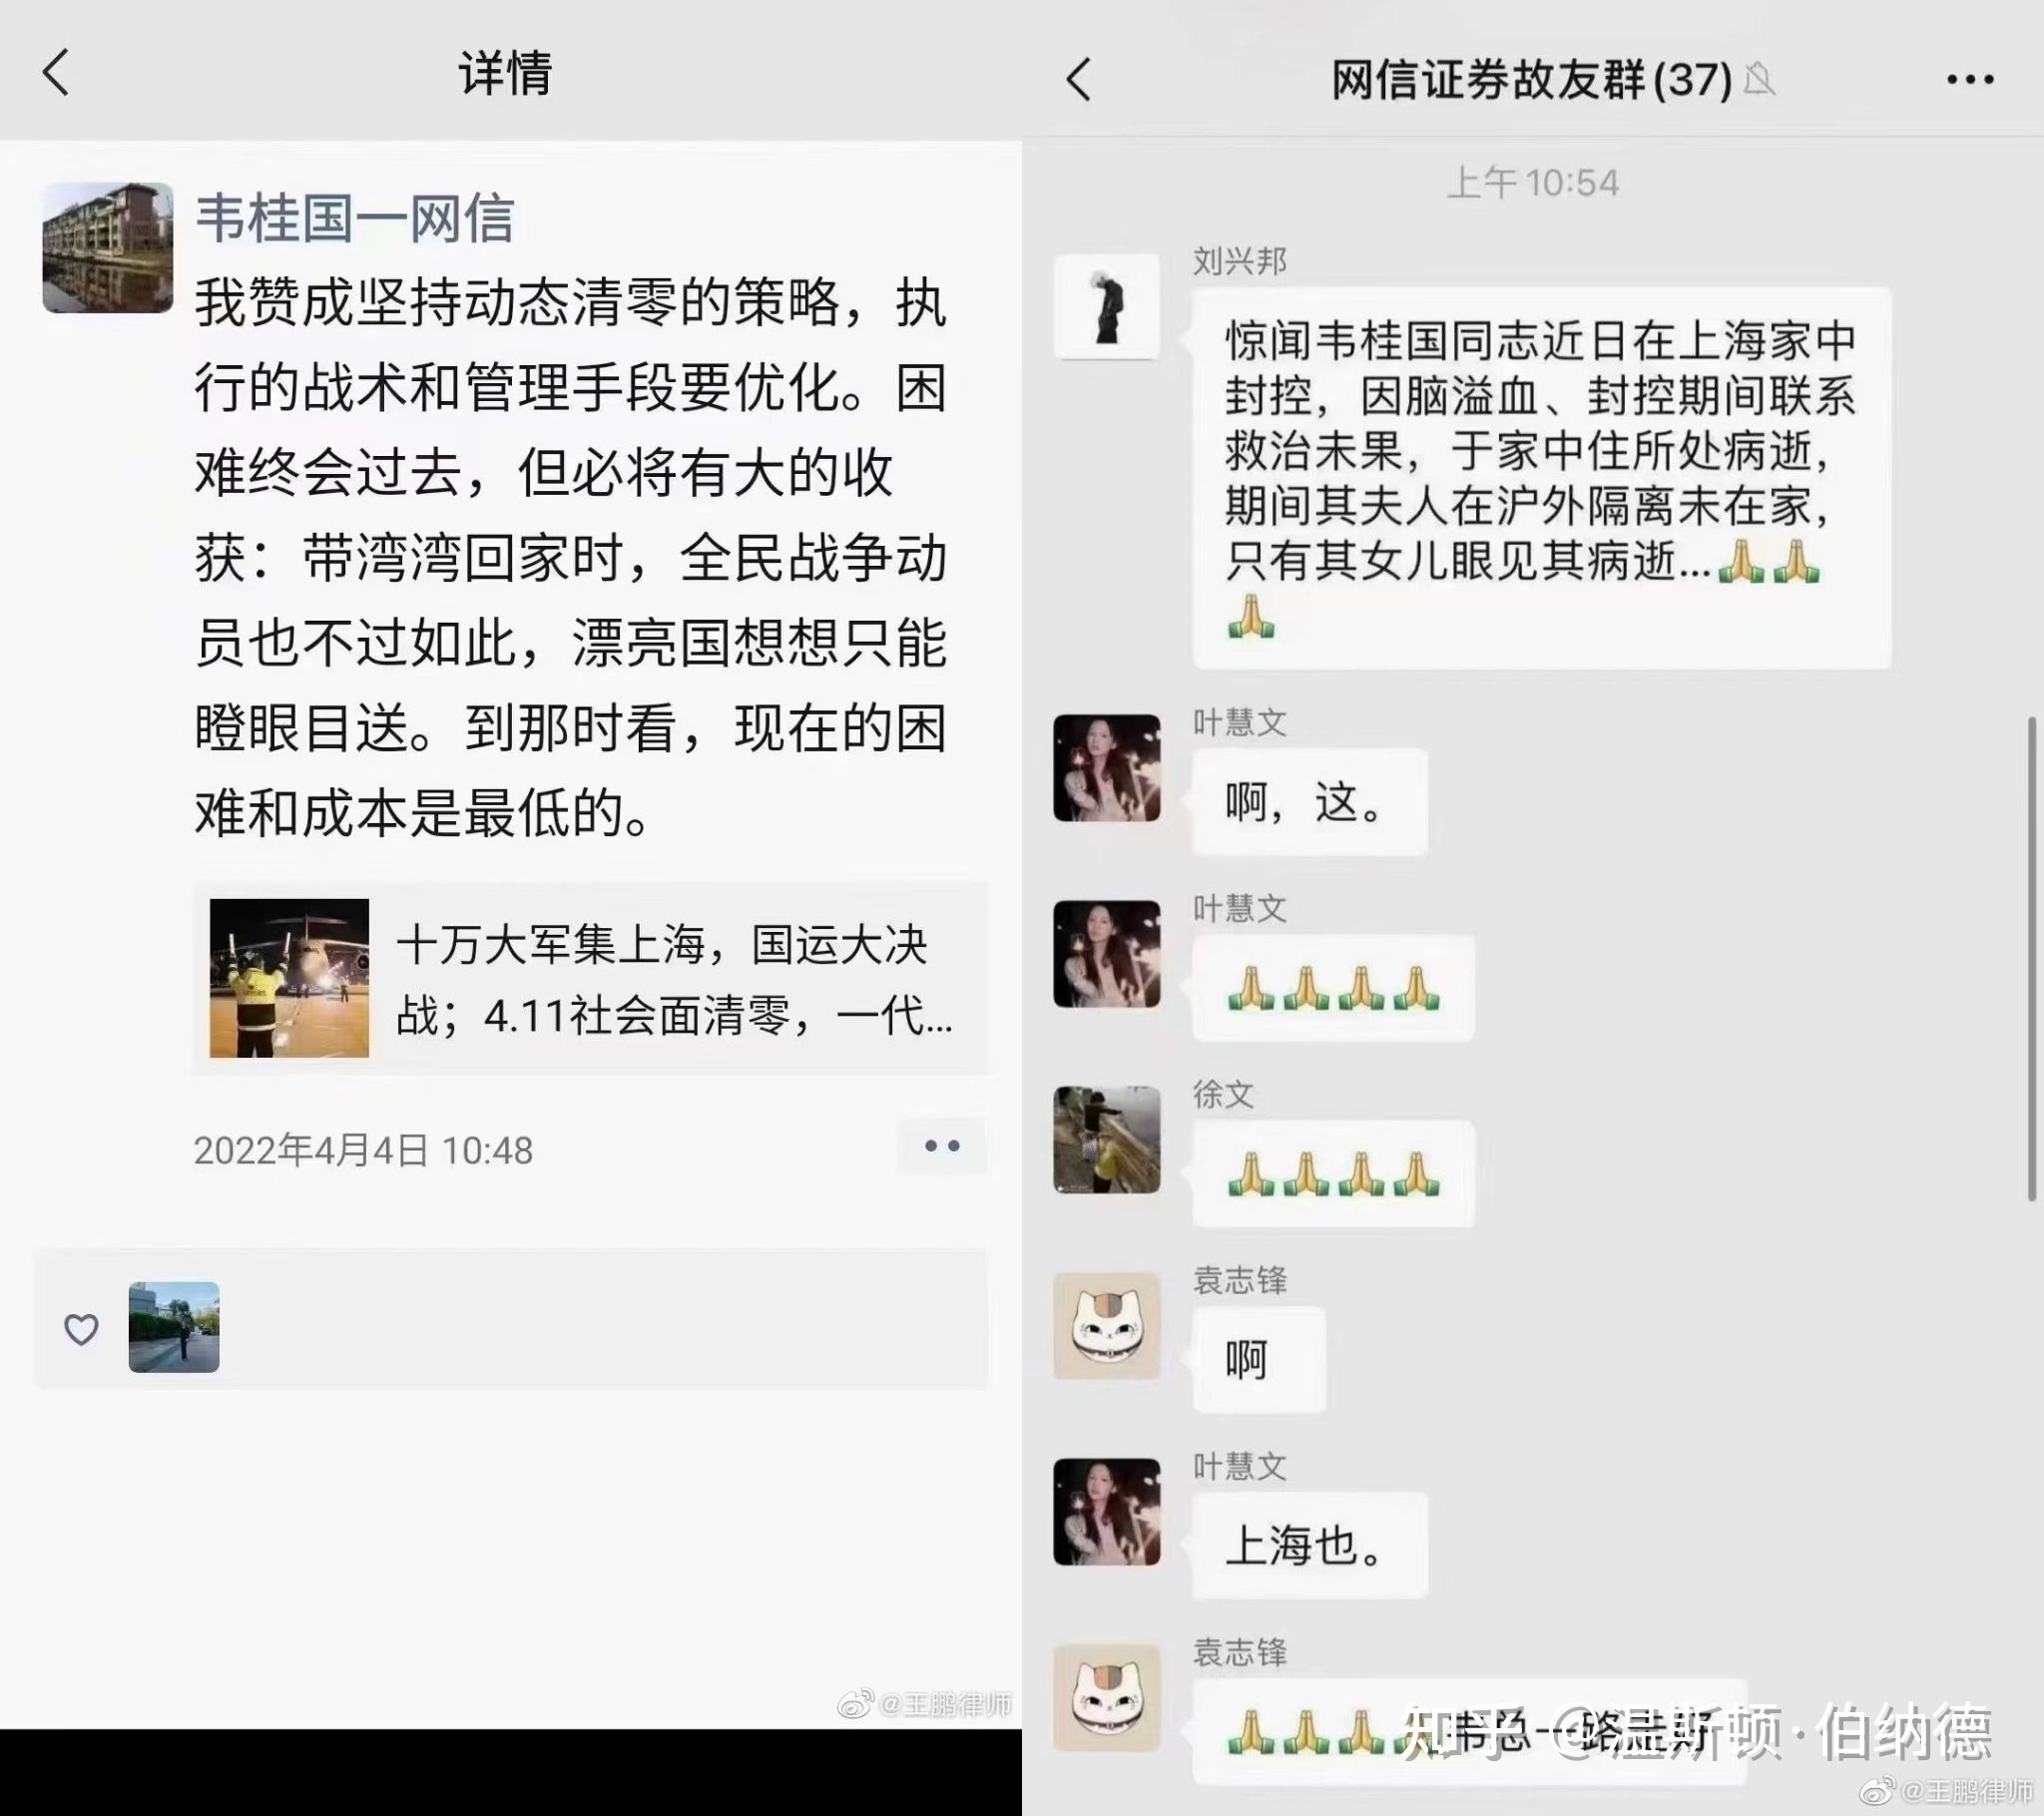 详情
韦桂国一网信
我赞成坚持动态清零的策略，执
行的战术和管理手段要优化。困
难终会过去，但必将有大的收
获：带湾湾回家时，全民战争动
员也不过如此，漂亮国想想只能
瞪眼目送。到那时看，现在的困
难和成本是最低的。
十万大军集上海，国运大决
战；4.11社会面清零，一代...
2022年4月4日 10:48
@王鹏律师
网信证券故友群(37)
上午10:54
刘兴邦
惊闻韦桂国同志近日在上海家中
封控，因脑溢血、封控期间联系
救治未果，于家中住所处病逝，
期间其夫人在沪外隔离未在家，
只有其女儿眼见其病逝...🙏🙏
🙏
叶慧文
啊，这。
叶慧文
🙏🙏🙏🙏
徐文
🙏🙏🙏🙏
袁志锋
啊
叶慧文
上海也。
袁志锋
🙏🙏🙏🙏韦总一路走好
知乎 @温斯顿·伯纳德
@王鹏律师